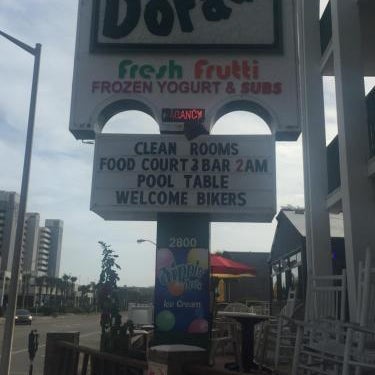 Fresh Frutti
FROZEN YOGURT & SUBS
VACANCY
CLEAN ROOMS
FOOD COURT 3 BAR 2AM
POOL TABLE
WELCOME BIKERS
2800
Ice Cream